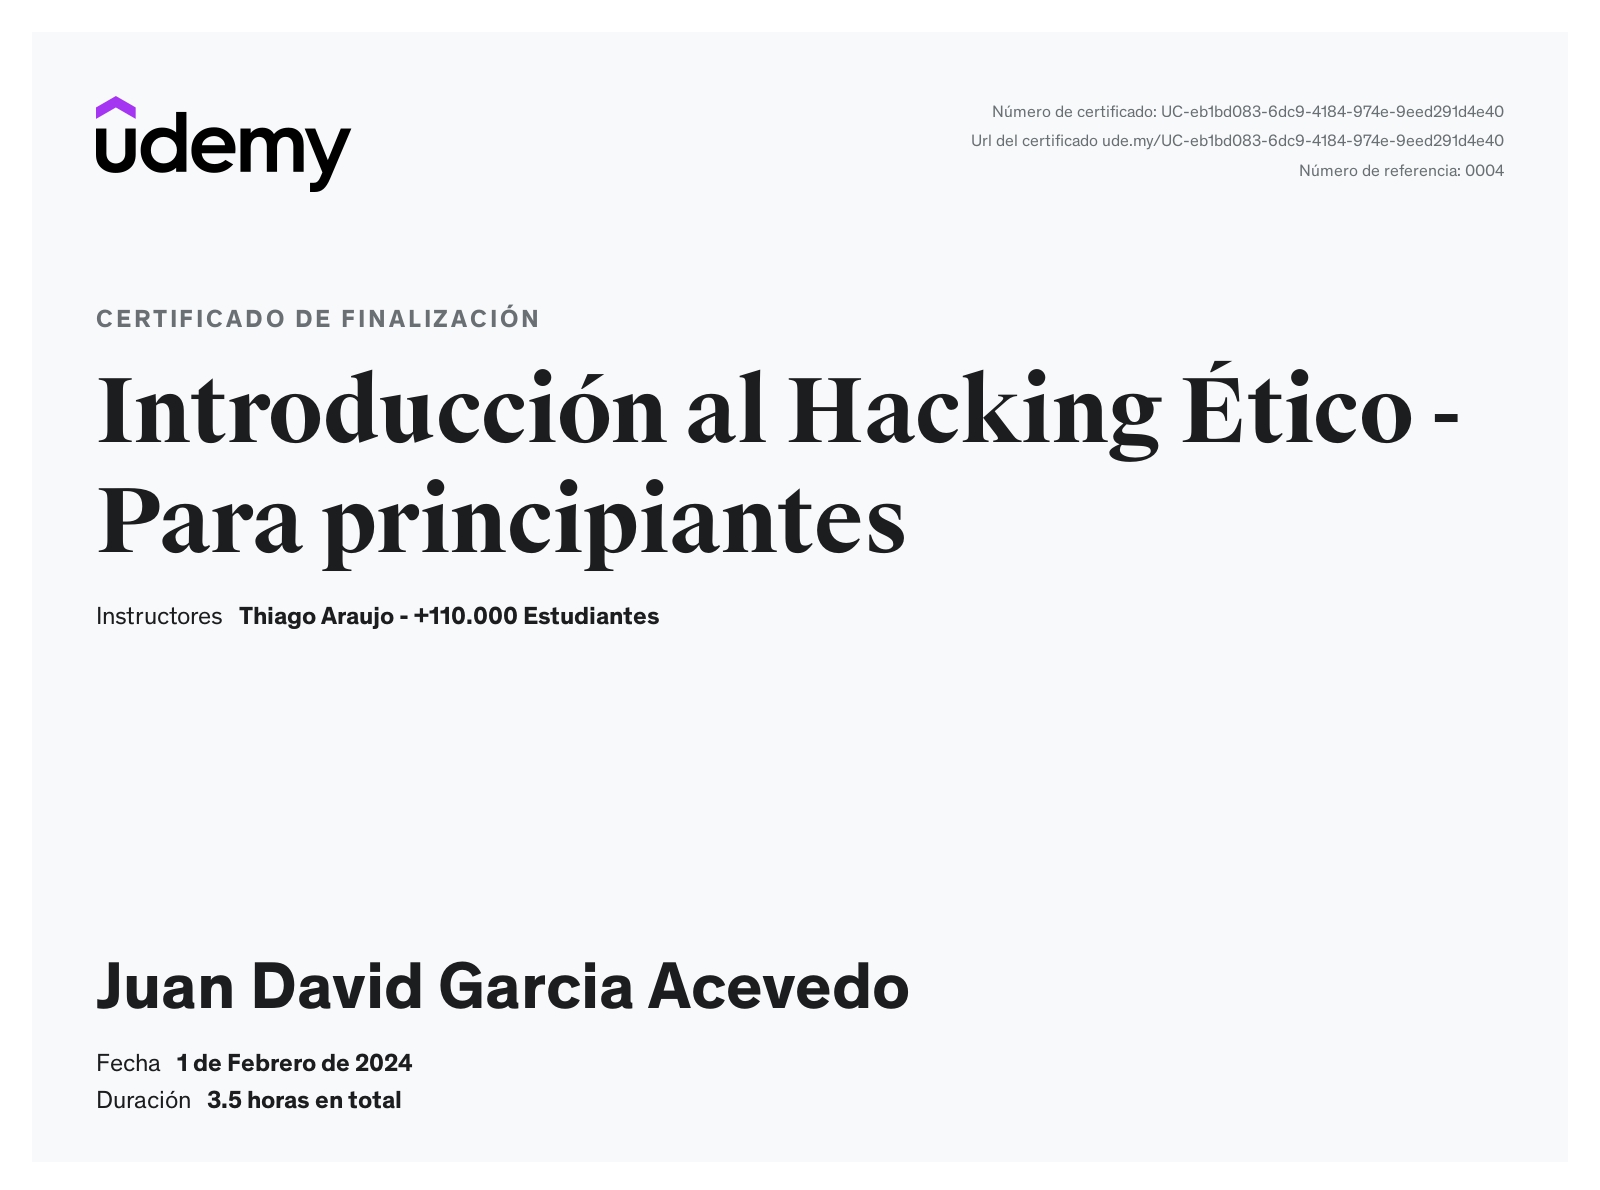 udemy
Número de certificado: UC-eb1bd083-6dc9-4184-974e-9eed291d4e40
Url del certificado ude.my/UC-eb1bd083-6dc9-4184-974e-9eed291d4e40
Número de referencia: 0004
CERTIFICADO DE FINALIZACIÓN
Introducción al Hacking Ético -
Para principiantes
Instructores Thiago Araujo - +110.000 Estudiantes
Juan David Garcia Acevedo
Fecha 1 de Febrero de 2024
Duración 3.5 horas en total